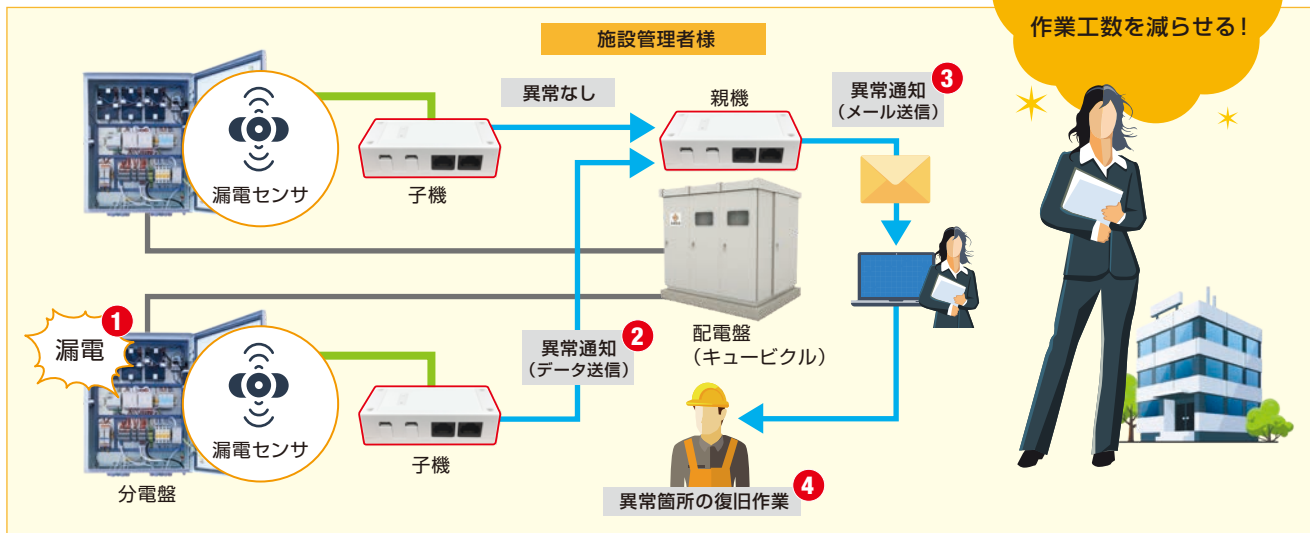 作業工数を減らせる!
施設管理者様
漏電センサ
子機
異常なし
親機
異常通知
(メール送信)
3
1
漏電
漏電センサ
分電盤
子機
異常通知
(データ送信)
2
配電盤
(キュービクル)
異常箇所の復旧作業
4